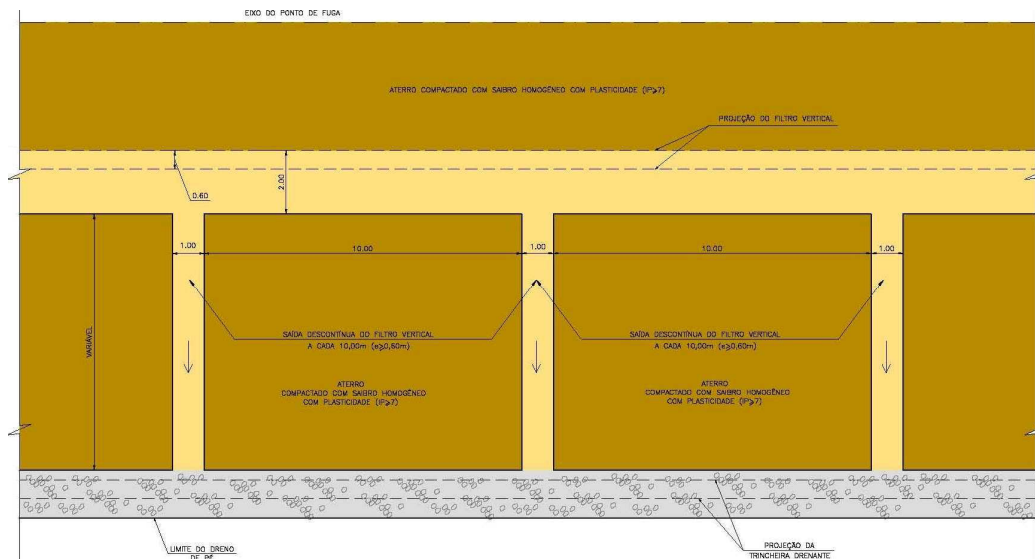 EIXO DO PONTO DE FUGA
ATERRO COMPACTADO COM SAIBRO HOMOGÊNEO COM PLASTICIDADE (IP≥7)
PROJEÇÃO DO FILTRO VERTICAL
0.60
2.00
1.00
10.00
1.00
10.00
1.00
VARIÁVEL
SAÍDA DESCONTÍNUA DO FILTRO VERTICAL
A CADA 10,00m (e≥0,60m)
SAÍDA DESCONTÍNUA DO FILTRO VERTICAL
A CADA 10,00m (e≥0,60m)
ATERRO
COMPACTADO COM SAIBRO HOMOGÊNEO
COM PLASTICIDADE (IP≥7)
ATERRO
COMPACTADO COM SAIBRO HOMOGÊNEO
COM PLASTICIDADE (IP≥7)
LIMITE DO DRENO
DE PÉ
PROJEÇÃO DA
TRINCHEIRA DRENANTE